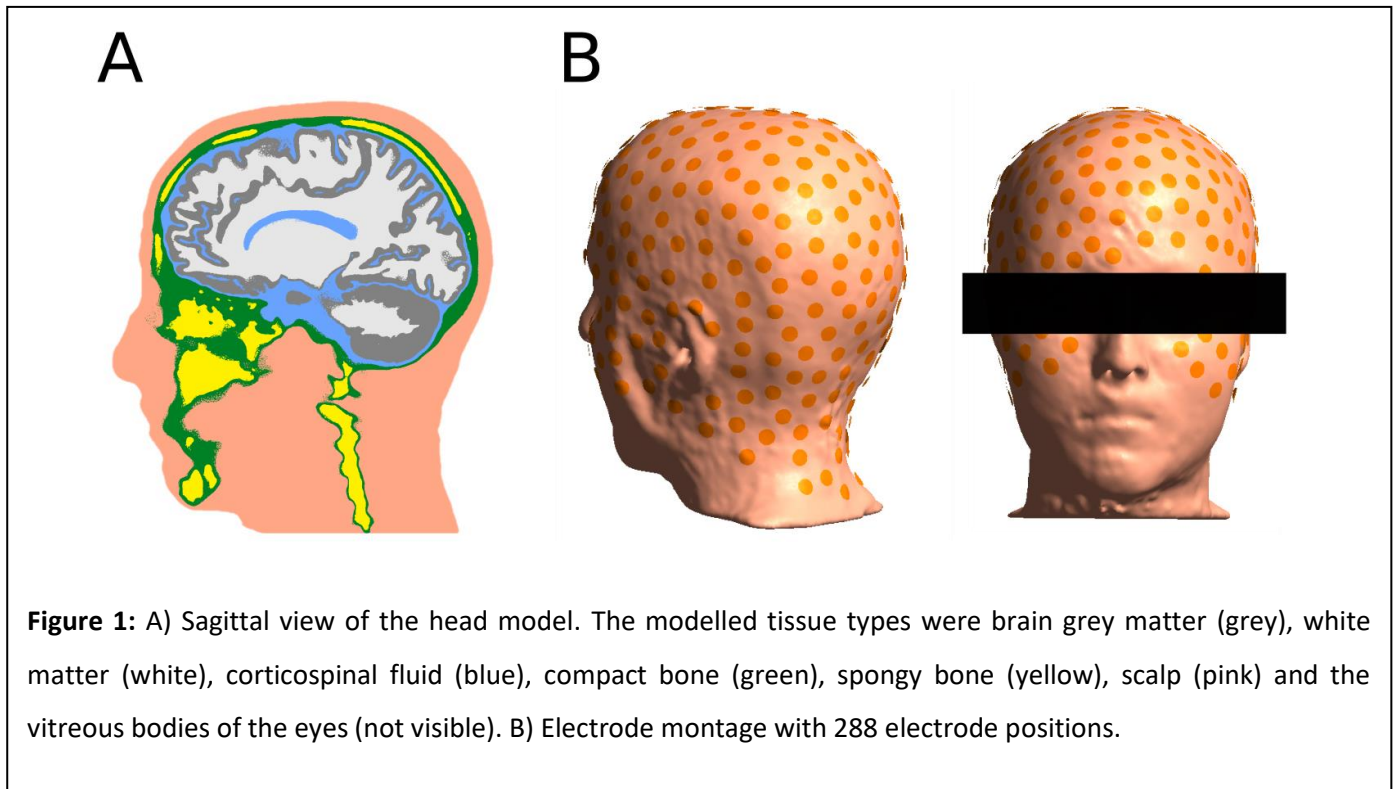 A
B
Figure 1: A) Sagittal view of the head model. The modelled tissue types were brain grey matter (grey), white
matter (white), corticospinal fluid (blue), compact bone (green), spongy bone (yellow), scalp (pink) and the
vitreous bodies of the eyes (not visible). B) Electrode montage with 288 electrode positions.